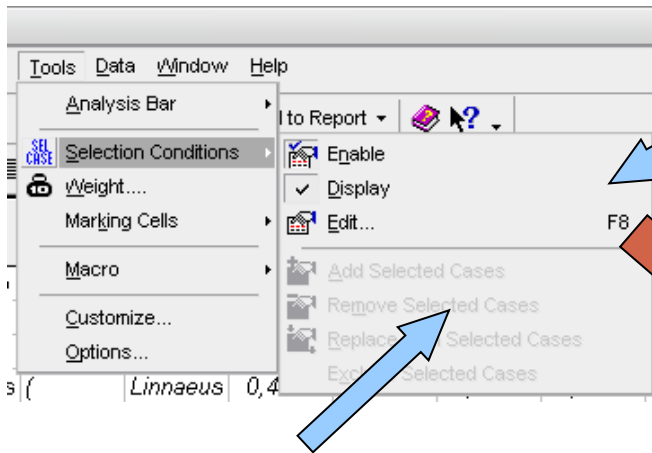 Tools Data Window Help
Analysis Bar
l to Report
SEL CASE Selection Conditions
Enable
Weight....
Display
Marking Cells
Edit... F8
Macro
Add Selected Cases
Remove Selected Cases
Customize...
Replace Selected Cases
Options...
Selected Cases
s ( Linnaeus 0,4